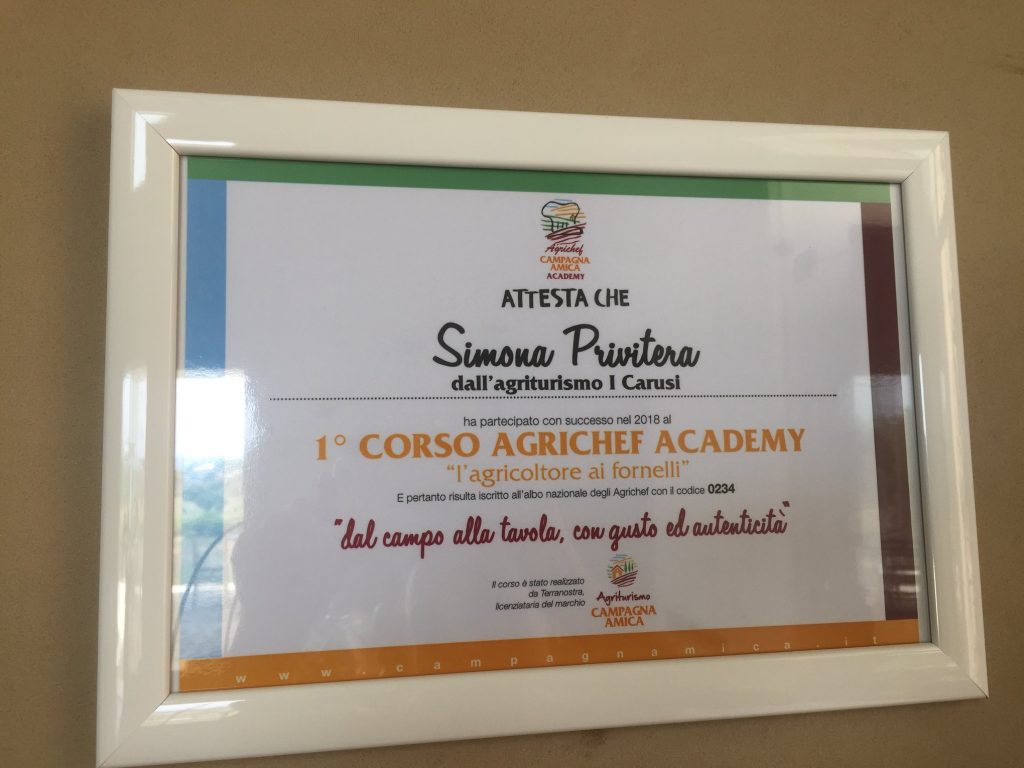 Agrichef
CAMPAGNA
AMICA
ACADEMY
ATTESTA CHE
Simona Privitera
dall'agriturismo I Carusi
ha partecipato con successo nel 2018 al
1° CORSO AGRICHEF ACADEMY
"l'agricoltore ai fornelli"
E pertanto risulta iscritto all'albo nazionale degli Agrichef con il codice 0234
"dal campo alla tavola, con gusto ed autenticità"
Il corso è stato realizzato
da Terranostra,
licenziataria del marchio
Agriturismo
CAMPAGNA
AMICA
www.campagnamica.it